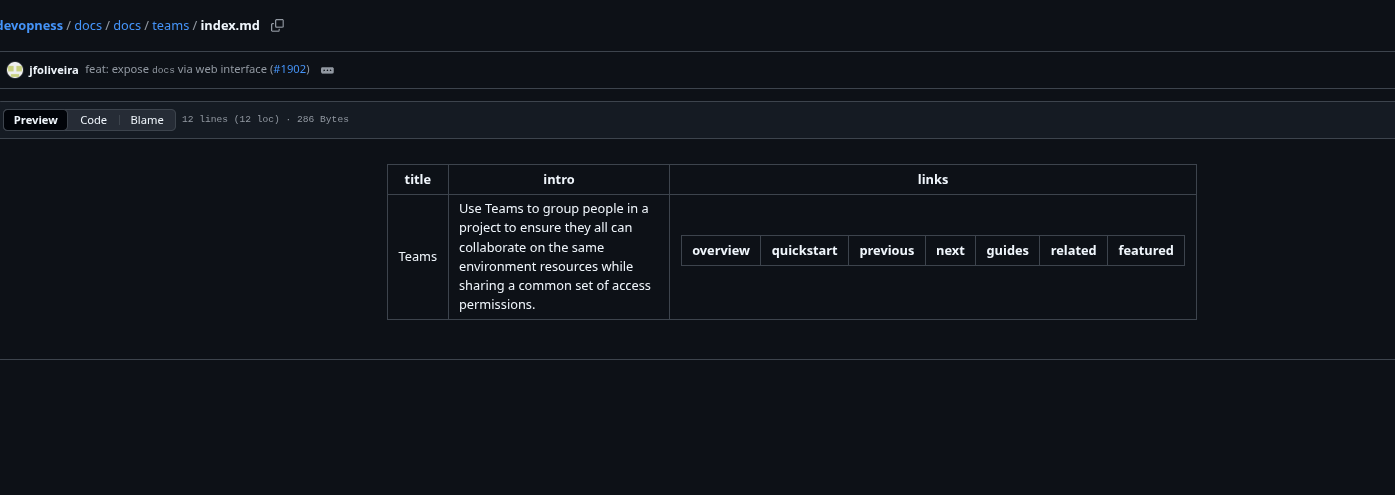 devopness / docs / docs / teams / index.md
jfoliveira feat: expose docs via web interface (#1902)
Preview Code Blame 12 lines (12 loc) · 286 Bytes
title intro links
Use Teams to group people in a
project to ensure they all can
collaborate on the same
environment resources while
sharing a common set of access
permissions.
Teams
overview quickstart previous next guides related featured